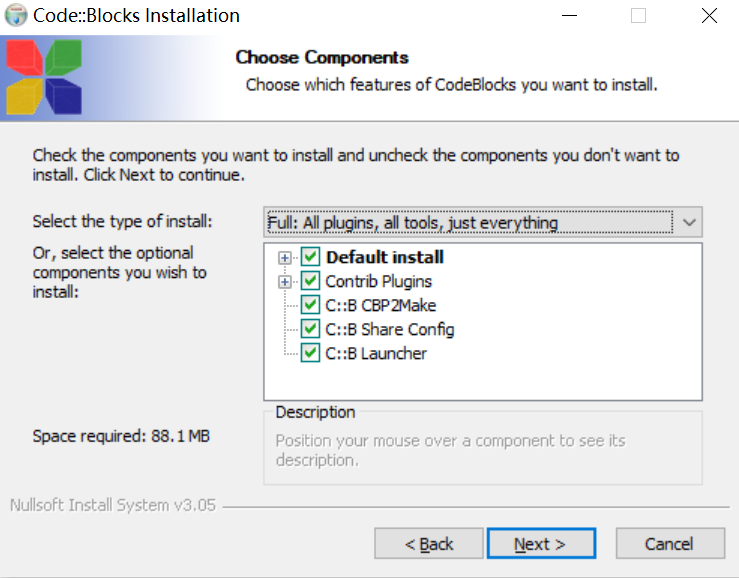 Code::Blocks Installation
Choose Components
Choose which features of CodeBlocks you want to install.
Check the components you want to install and uncheck the components you don't want to
install. Click Next to continue.
Select the type of install:
Full: All plugins, all tools, just everything
Or, select the optional
components you wish to
install:
Default install
Contrib Plugins
C::B CBP2Make
C::B Share Config
C::B Launcher
Space required: 88.1 MB
Description
Position your mouse over a component to see its
description.
Nullsoft Install System v3.05
< Back
Next >
Cancel